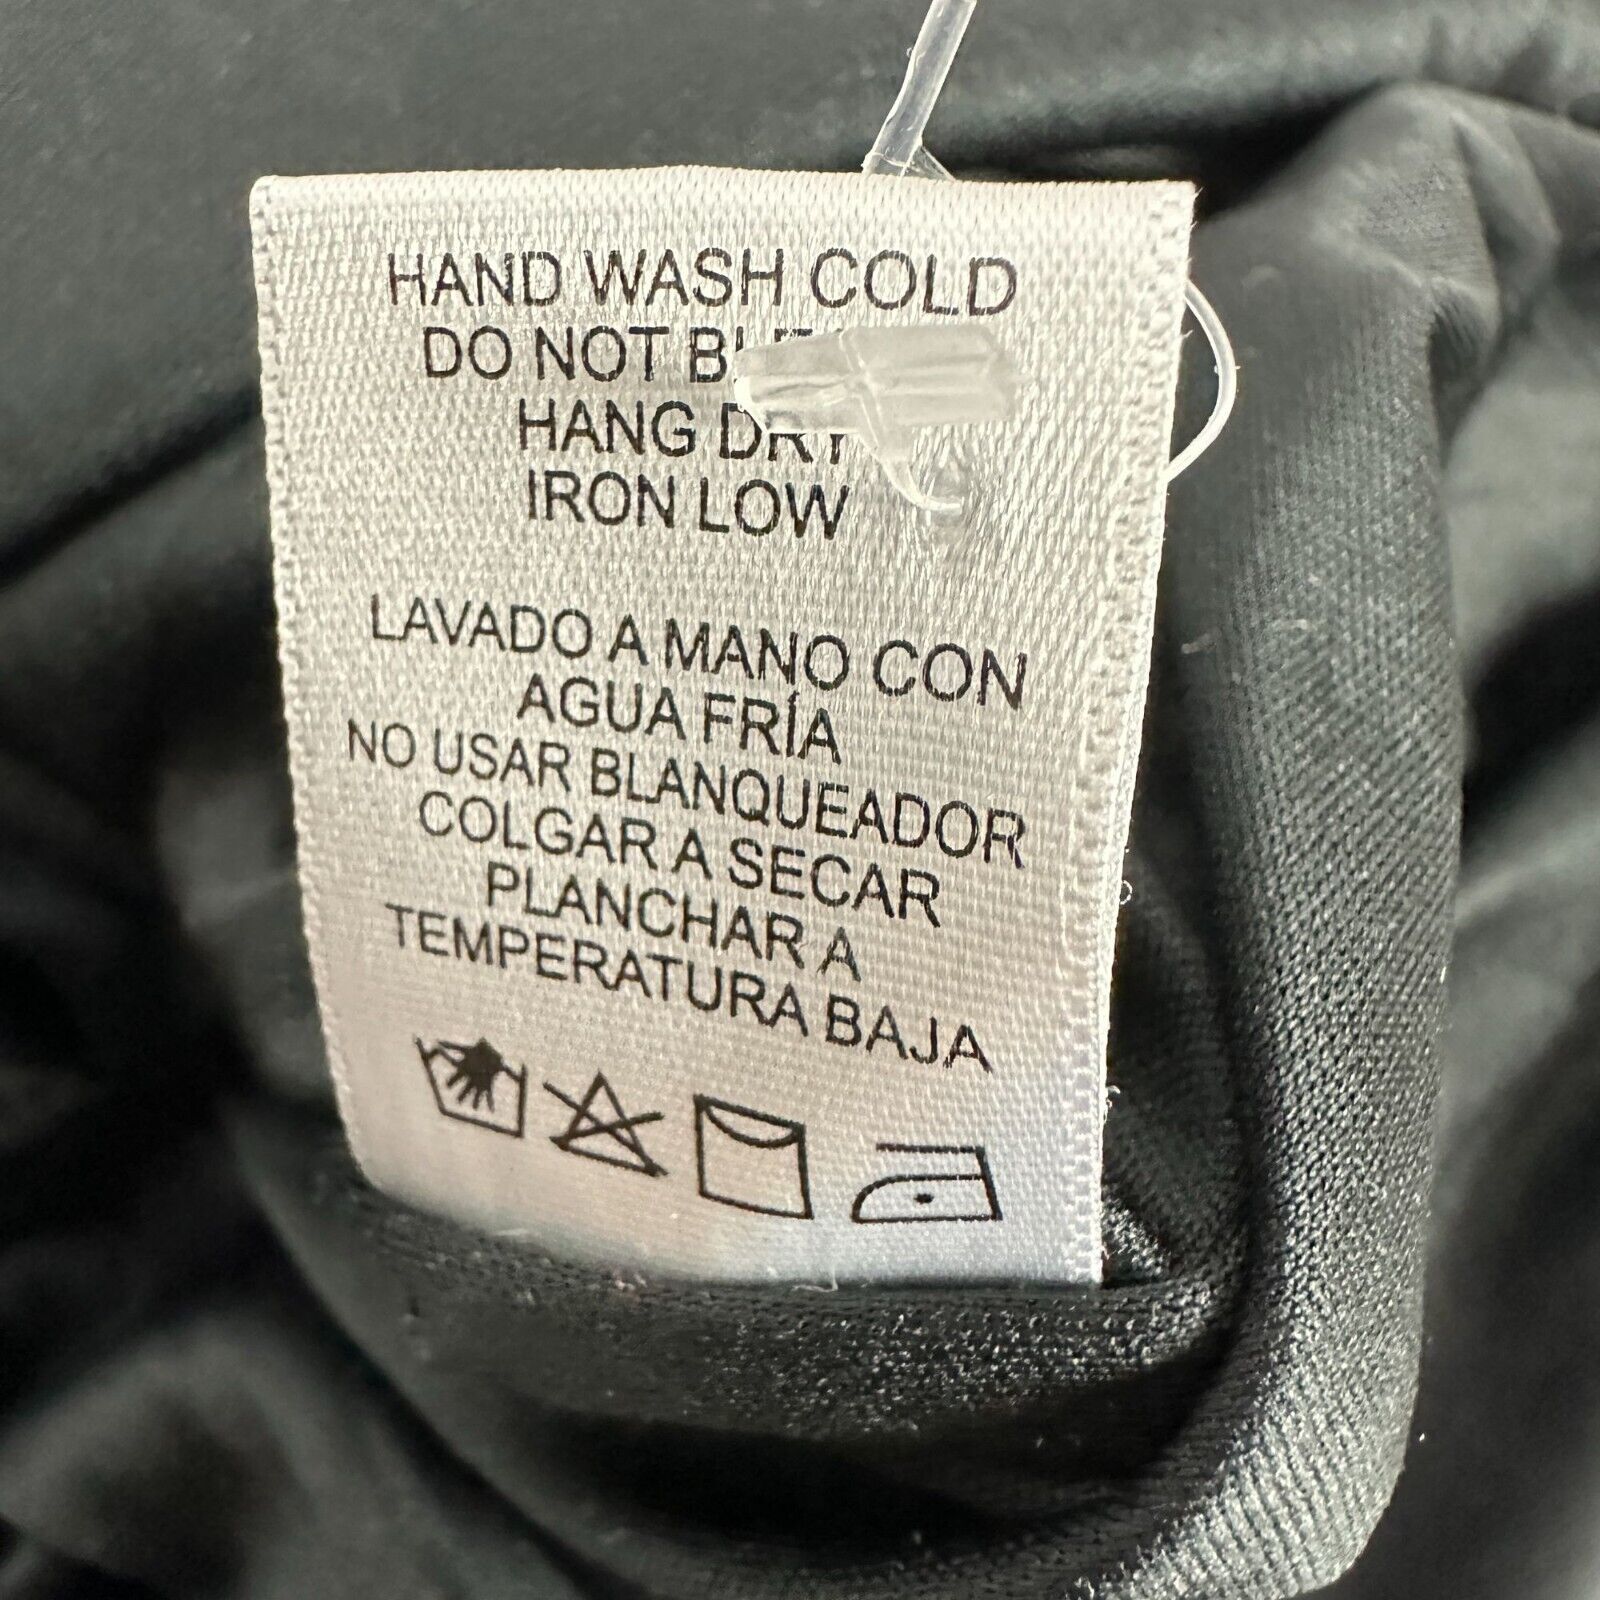 HAND WASH COLD
DO NOT
HANG DRY
IRON LOW
LAVADO A MANO CON
AGUA FRÍA
NO USAR BLANQUEADOR
COLGAR A SECAR
PLANCHAR A
TEMPERATURA BAJA